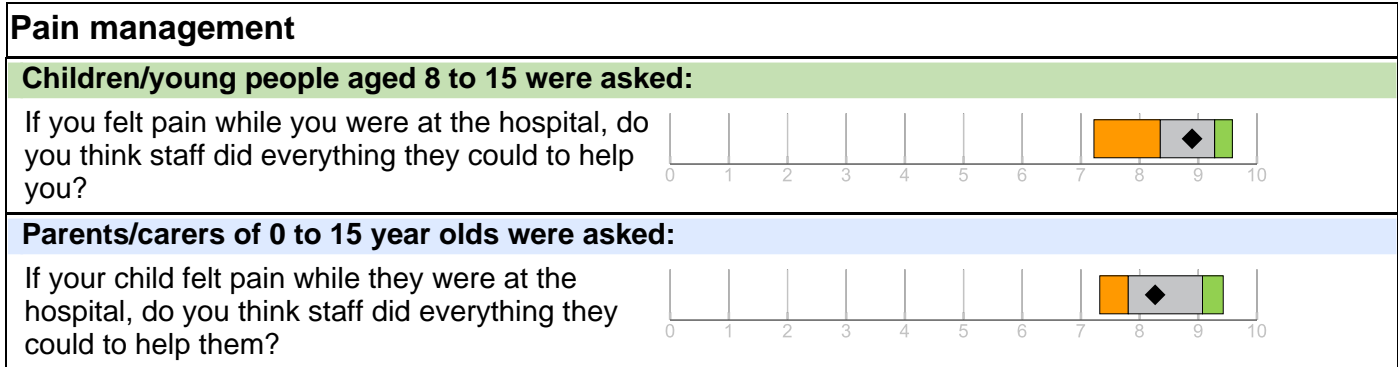 Pain management
Children/young people aged 8 to 15 were asked:
If you felt pain while you were at the hospital, do
you think staff did everything they could to help
you?
0 1 2 3 4 5 6 7 8 9 10
Parents/carers of 0 to 15 year olds were asked:
If your child felt pain while they were at the
hospital, do you think staff did everything they
could to help them?
0 1 2 3 4 5 6 7 8 9 10